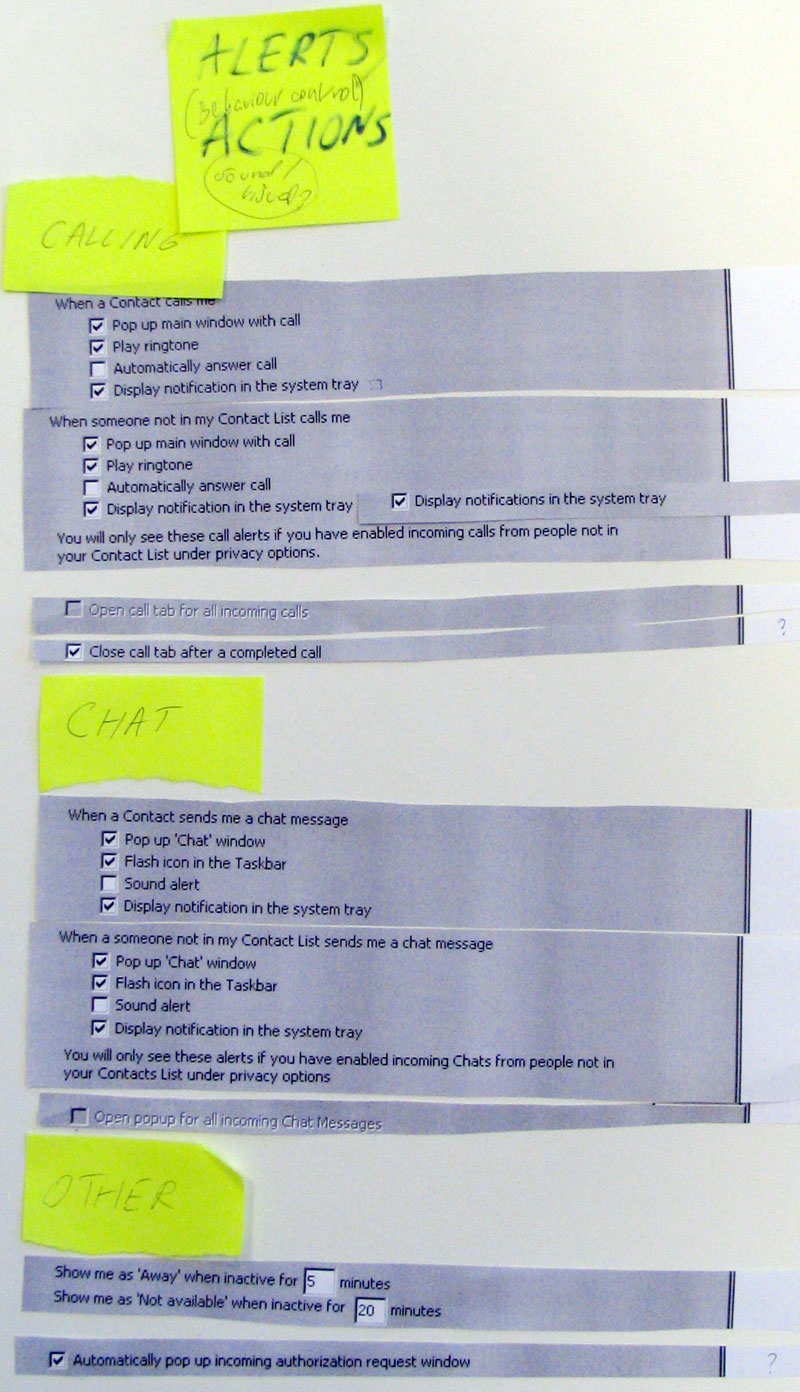 ALERTS
(Behaviour control)
ACTIONS
sound/
visual?
CALLING
When a Contact calls me
Pop up main window with call
Play ringtone
Automatically answer call
Display notification in the system tray
When someone not in my Contact List calls me
Pop up main window with call
Play ringtone
Automatically answer call
Display notification in the system tray
Display notifications in the system tray
You will only see these call alerts if you have enabled incoming calls from people not in
your Contact List under privacy options.
Open call tab for all incoming calls
?
Close call tab after a completed call
CHAT
When a Contact sends me a chat message
Pop up 'Chat' window
Flash icon in the Taskbar
Sound alert
Display notification in the system tray
When a someone not in my Contact List sends me a chat message
Pop up 'Chat' window
Flash icon in the Taskbar
Sound alert
Display notification in the system tray
You will only see these alerts if you have enabled incoming Chats from people not in
your Contacts List under privacy options
Open popup for all incoming Chat Messages
OTHER
Show me as 'Away' when inactive for 5 minutes
Show me as 'Not available' when inactive for 20 minutes
Automatically pop up incoming authorization request window
?